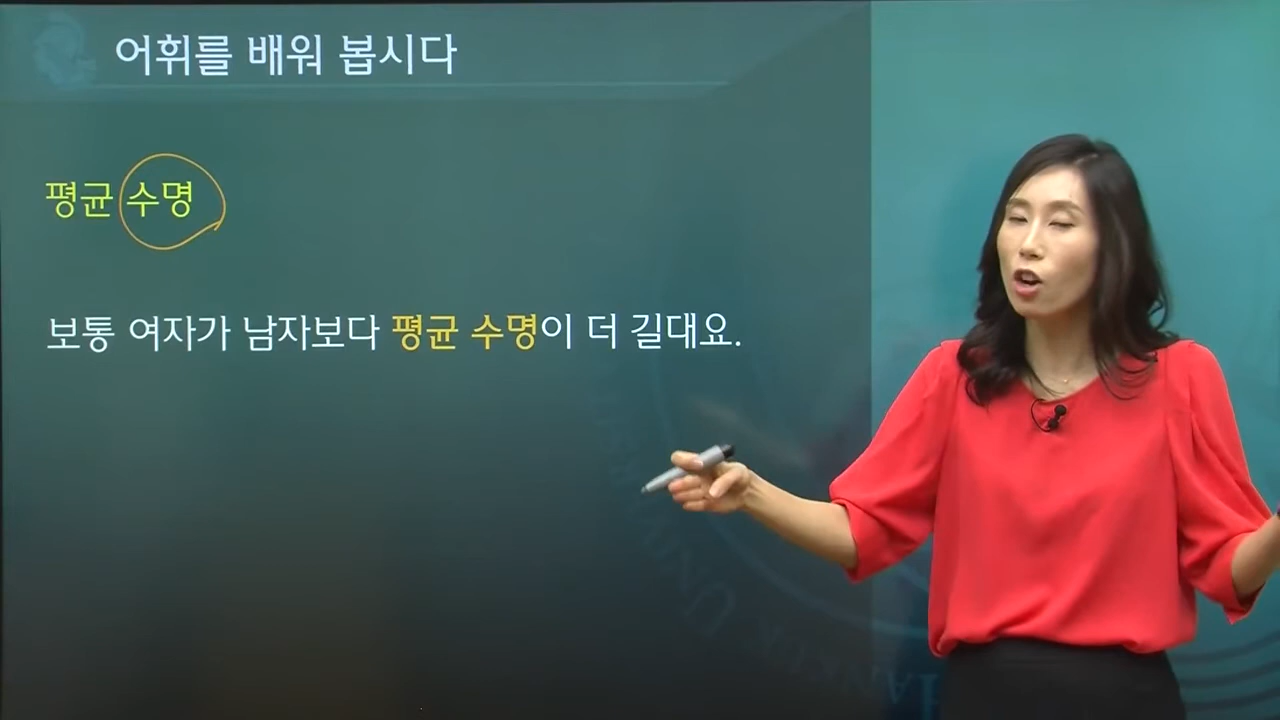 어휘를 배워 봅시다
평균 수명
보통 여자가 남자보다 평균 수명이 더 길대요.